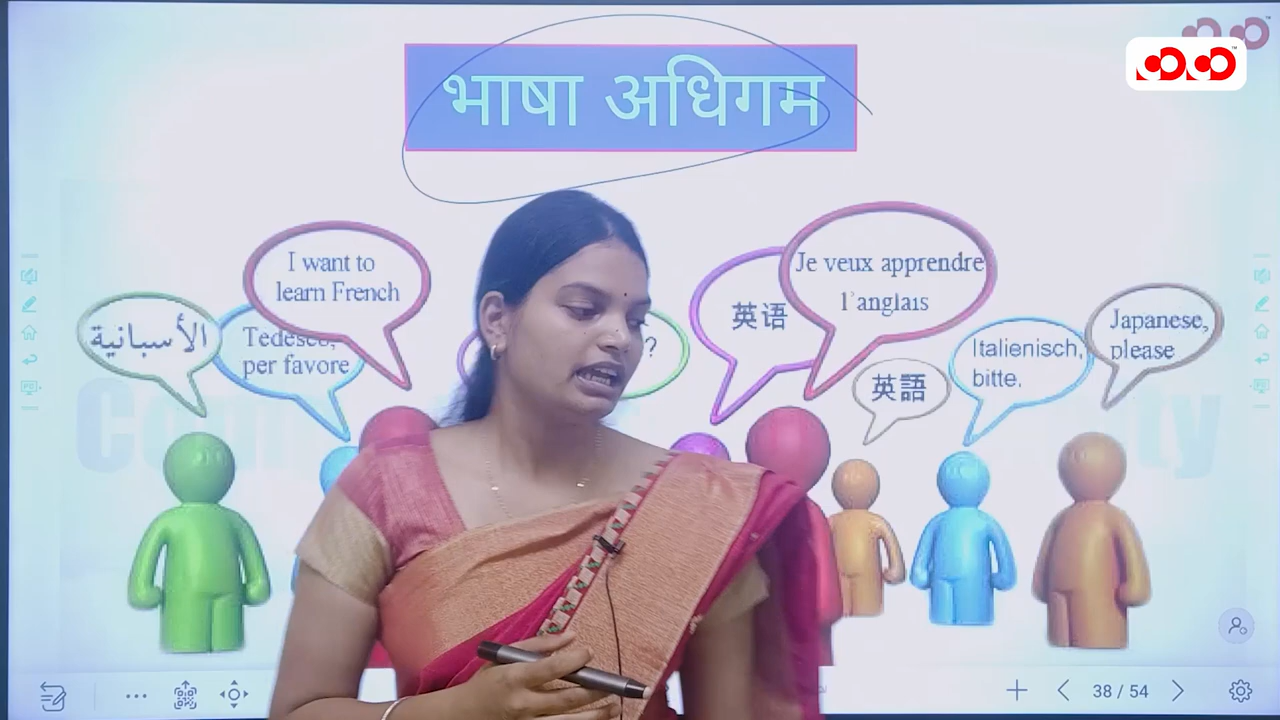 भाषा अधिगम
I want to
learn French
الأسبانية
Tedesco,
per favore
?
英语
Je veux apprendre
l'anglais
英語
Italienisch,
bitte.
Japanese,
please
38 / 54